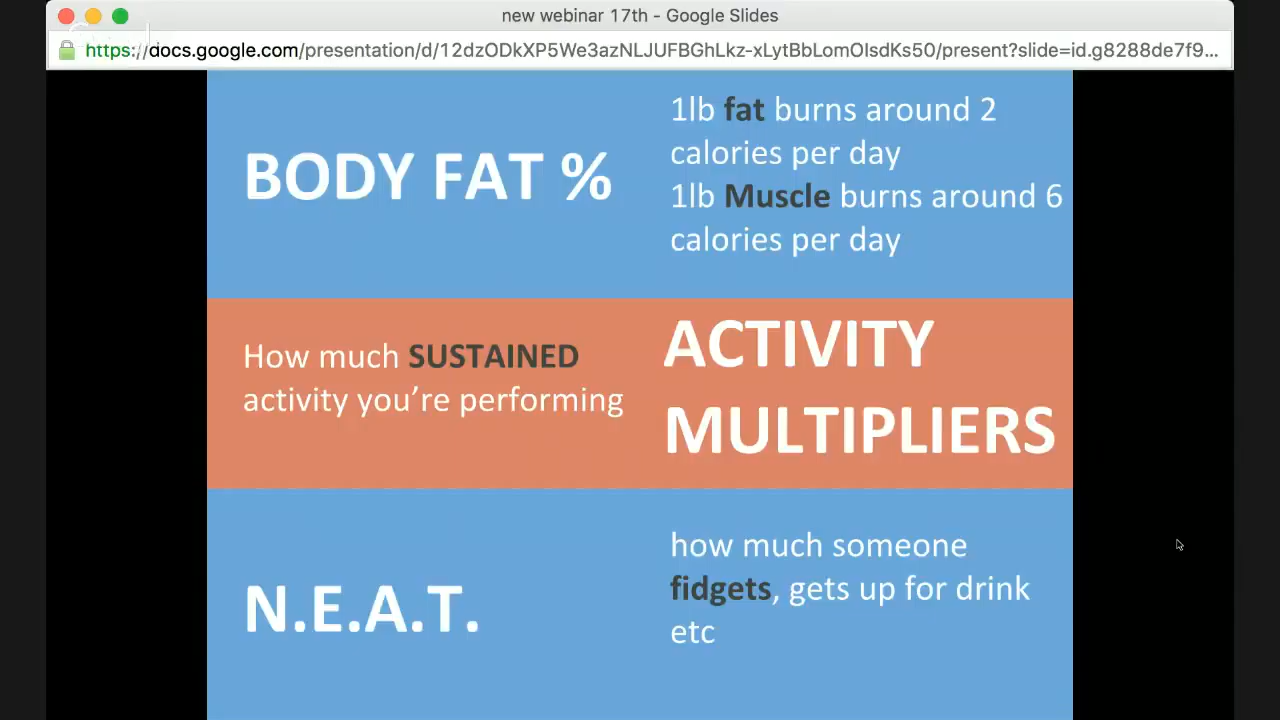 new webinar 17th - Google Slides
https://docs.google.com/presentation/d/12dzODkXP5We3azNLJUFBGhLkz-xLytBbLomOIsdKs50/present?slide=id.g8288de7f9...
BODY FAT %
1lb fat burns around 2
calories per day
1lb Muscle burns around 6
calories per day
How much SUSTAINED
activity you're performing
ACTIVITY
MULTIPLIERS
N.E.A.T.
how much someone
fidgets, gets up for drink
etc